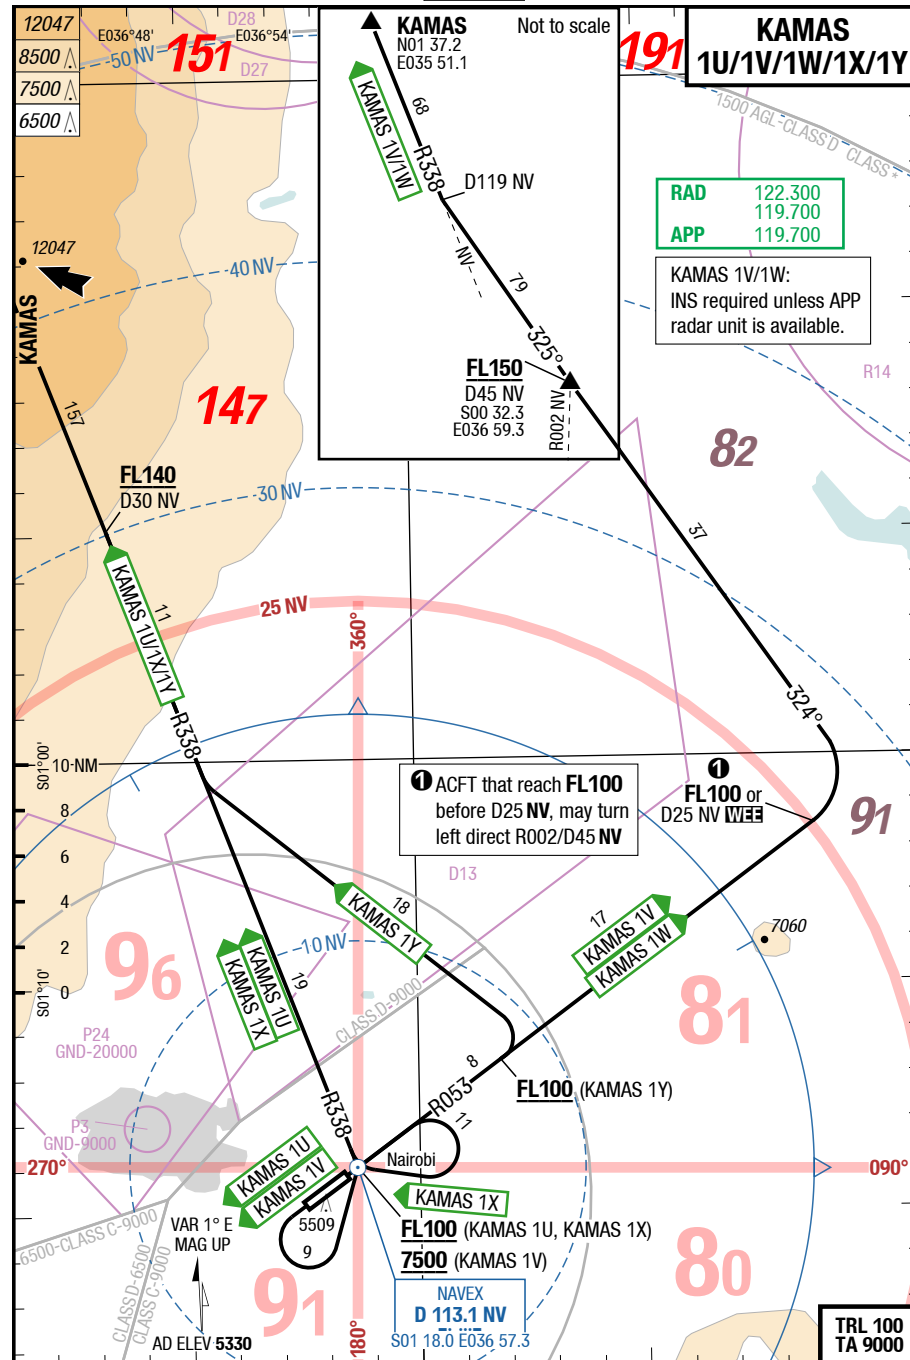 12047
8500
7500
6500
E036°48'
E036°54'
D28
50 NV
151
D27
KAMAS
N01 37.2
E035 51.1
Not to scale
191
KAMAS
1U/1V/1W/1X/1Y
1500 AGL-CLASS D CLASS *
68
KAMAS 1V/1W
R338
D119 NV
NV
79
325°
FL150
D45 NV
S00 32.3
E036 59.3
R002 NV
RAD 122.300
119.700
APP 119.700
KAMAS 1V/1W:
INS required unless APP
radar unit is available.
R14
12047
40 NV
KAMAS
157
147
82
FL140
D30 NV
30 NV
37
KAMAS 1U/1X/1Y
11
25 NV
360°
R338
324°
S01°00'
10 NM
8
6
4
2
0
S01°10'
1 ACFT that reach FL100
before D25 NV, may turn
left direct R002/D45 NV
1
FL100 or
D25 NV WEE
91
D13
18
KAMAS 1Y
17
KAMAS 1V
KAMAS 1W
7060
10 NV
96
KAMAS 1U
KAMAS 1X
19
CLASS D-9000
81
P24
GND-20000
8
FL100 (KAMAS 1Y)
R053
R338
11
P3
GND-9000
Nairobi
270°
090°
KAMAS 1U
KAMAS 1V
KAMAS 1X
5509
9
FL100 (KAMAS 1U, KAMAS 1X)
7500 (KAMAS 1V)
6500-CLASS C-9000
CLASS D-6500
CLASS C-9000
VAR 1° E
MAG UP
91
80
NAVEX
D 113.1 NV
S01 18.0 E036 57.3
AD ELEV 5330
180°
TRL 100
TA 9000